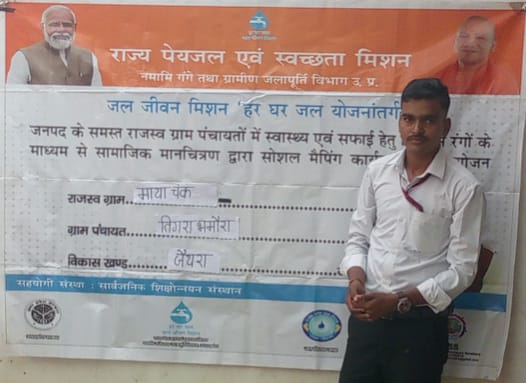 राज्य पेयजल एवं स्वच्छता मिशन
नमामि गंगे तथा ग्रामीण जलापूर्ति विभाग उ. प्र.
जल जीवन मिशन 'हर घर जल योजनांतर्ग
जनपद के समस्त राजस्व ग्राम पंचायतों में स्वास्थ्य एवं सफाई हेतु रंगों के
माध्यम से सामाजिक मानचित्रण द्वारा सोशल मैपिंग कार्य योजन
राजस्व ग्राम माया चक
ग्राम पंचायत तिगरा भमौरा
विकास खण्ड जैथरा
सहयोगी संस्था : सार्वजनिक शिक्षोन्नयन संस्थान